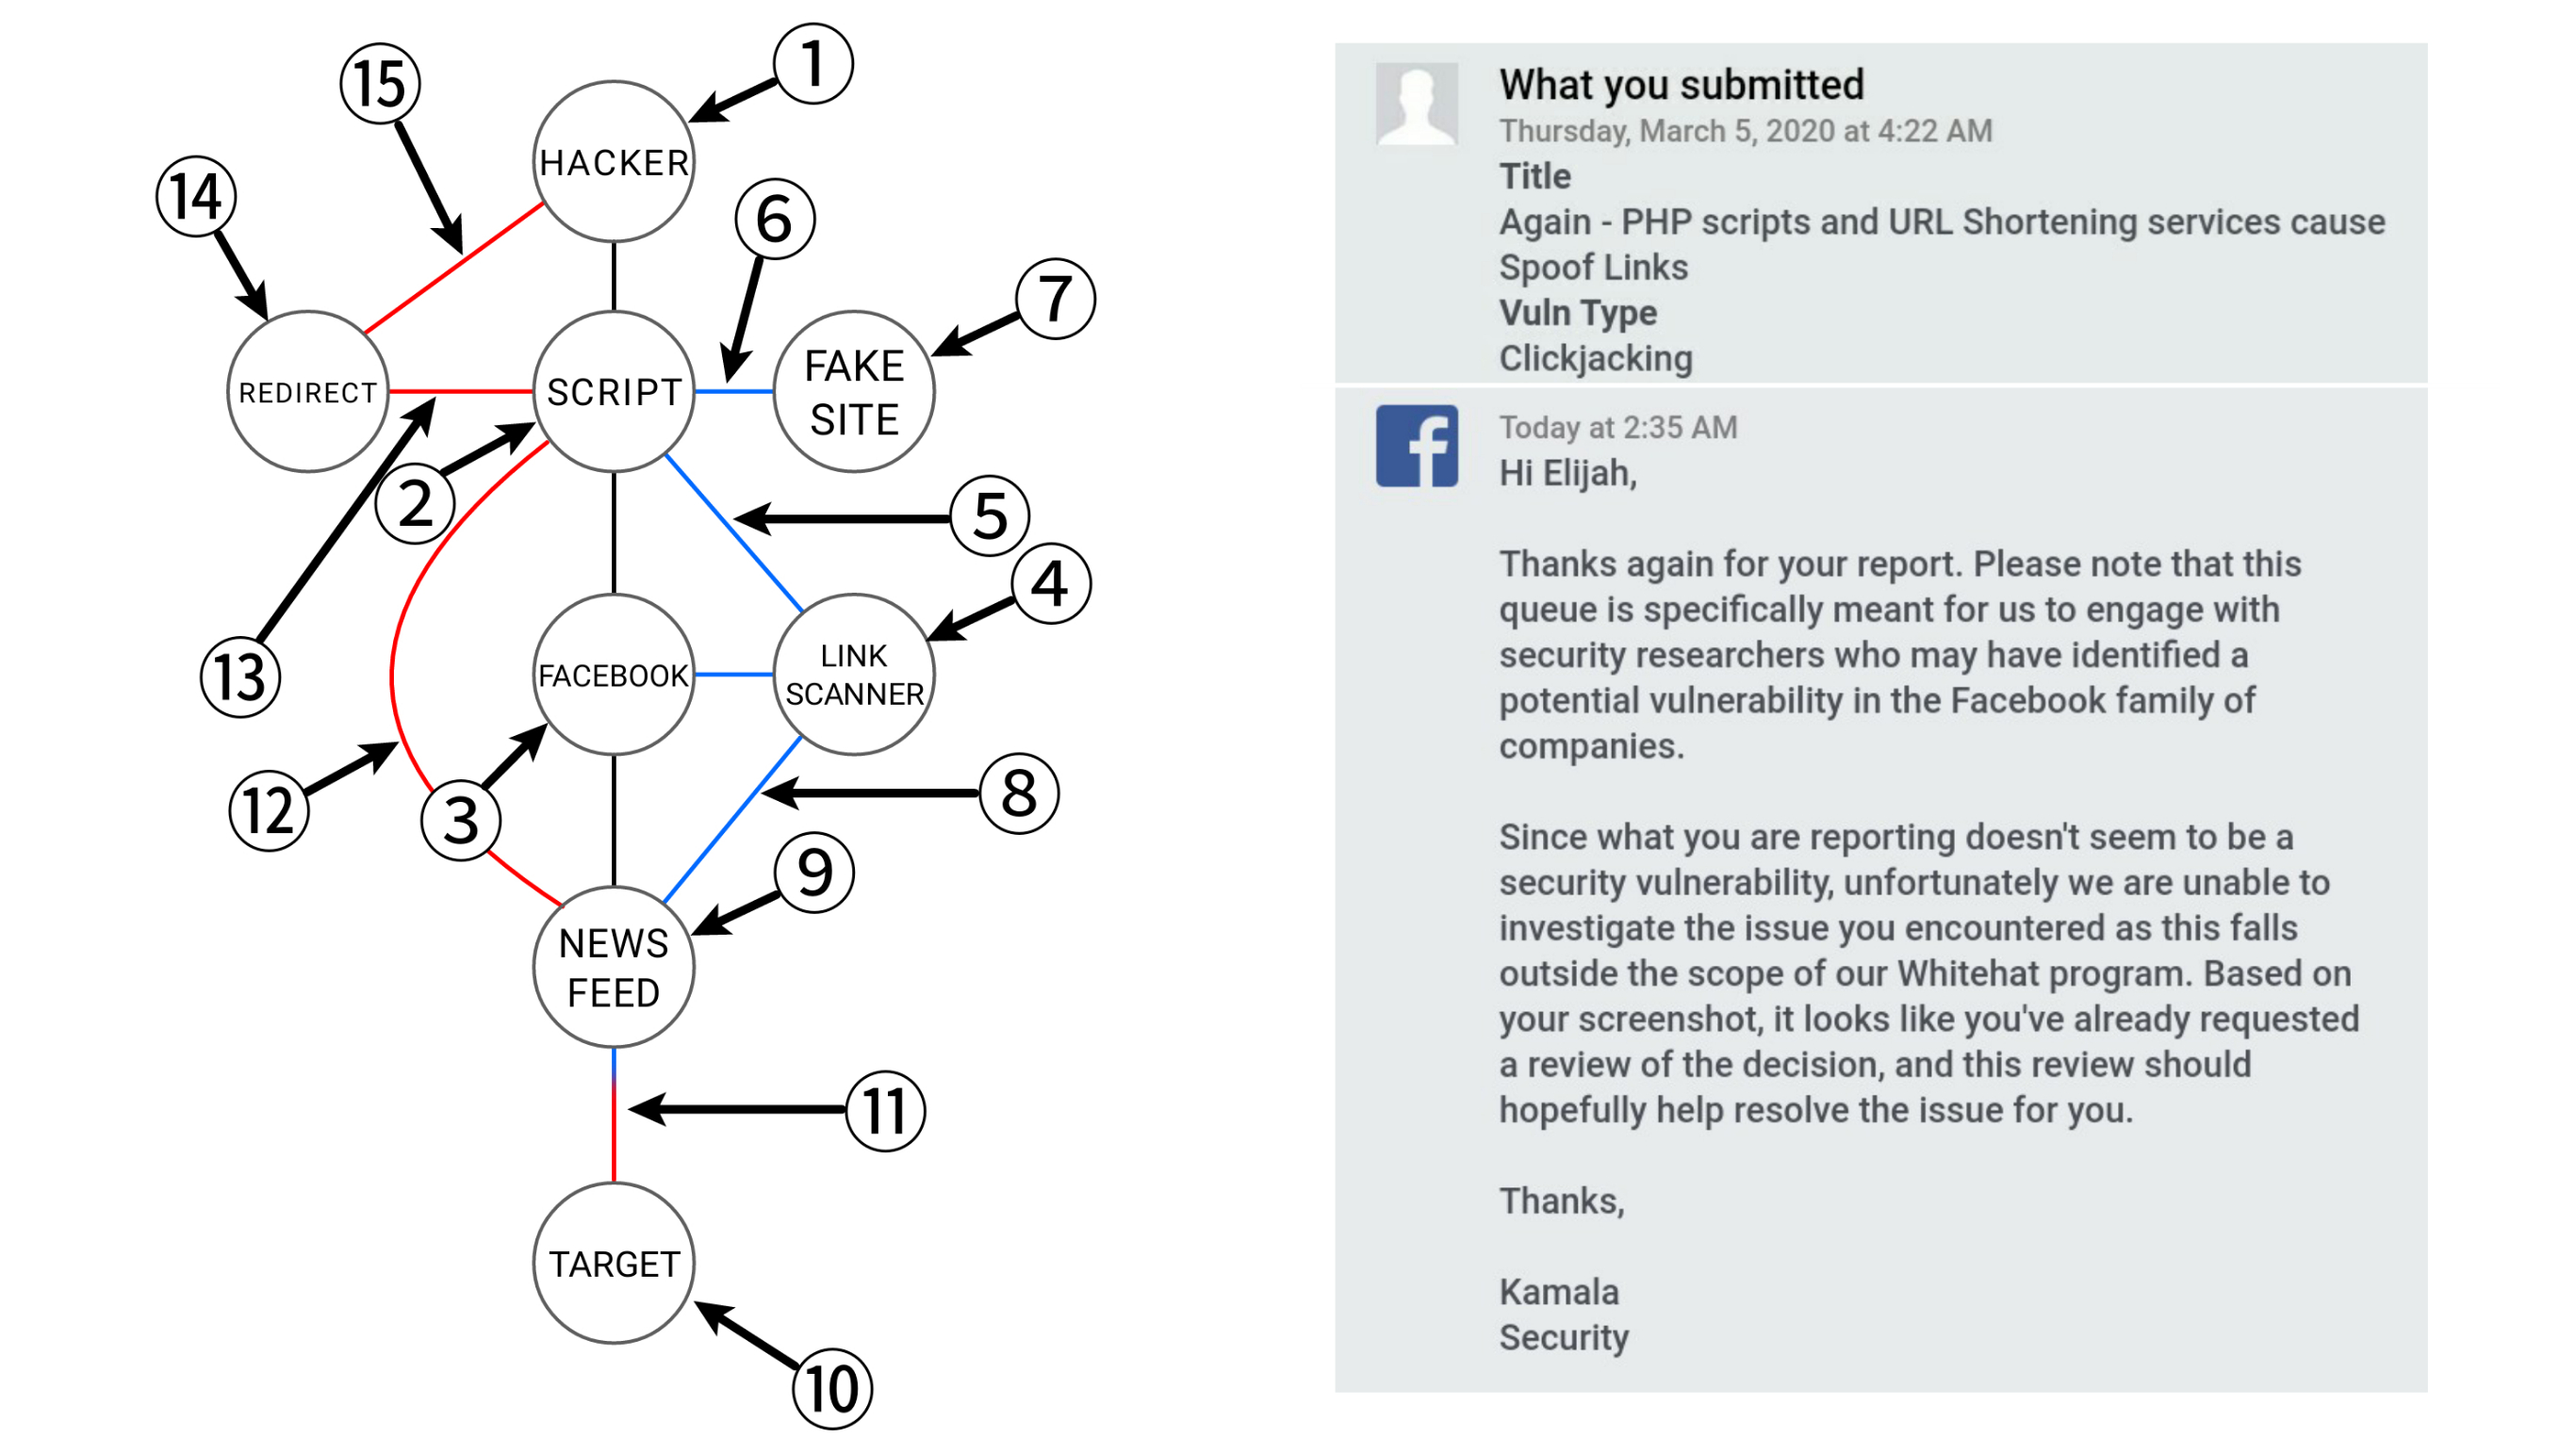 1
15
HACKER
14
6
7
REDIRECT
SCRIPT
FAKE
SITE
2
5
4
13
FACEBOOK
LINK
SCANNER
12
3
8
9
NEWS
FEED
11
TARGET
10
What you submitted
Thursday, March 5, 2020 at 4:22 AM
Title
Again - PHP scripts and URL Shortening services cause
Spoof Links
Vuln Type
Clickjacking
f
Today at 2:35 AM
Hi Elijah,
Thanks again for your report. Please note that this
queue is specifically meant for us to engage with
security researchers who may have identified a
potential vulnerability in the Facebook family of
companies.
Since what you are reporting doesn't seem to be a
security vulnerability, unfortunately we are unable to
investigate the issue you encountered as this falls
outside the scope of our Whitehat program. Based on
your screenshot, it looks like you've already requested
a review of the decision, and this review should
hopefully help resolve the issue for you.
Thanks,
Kamala
Security